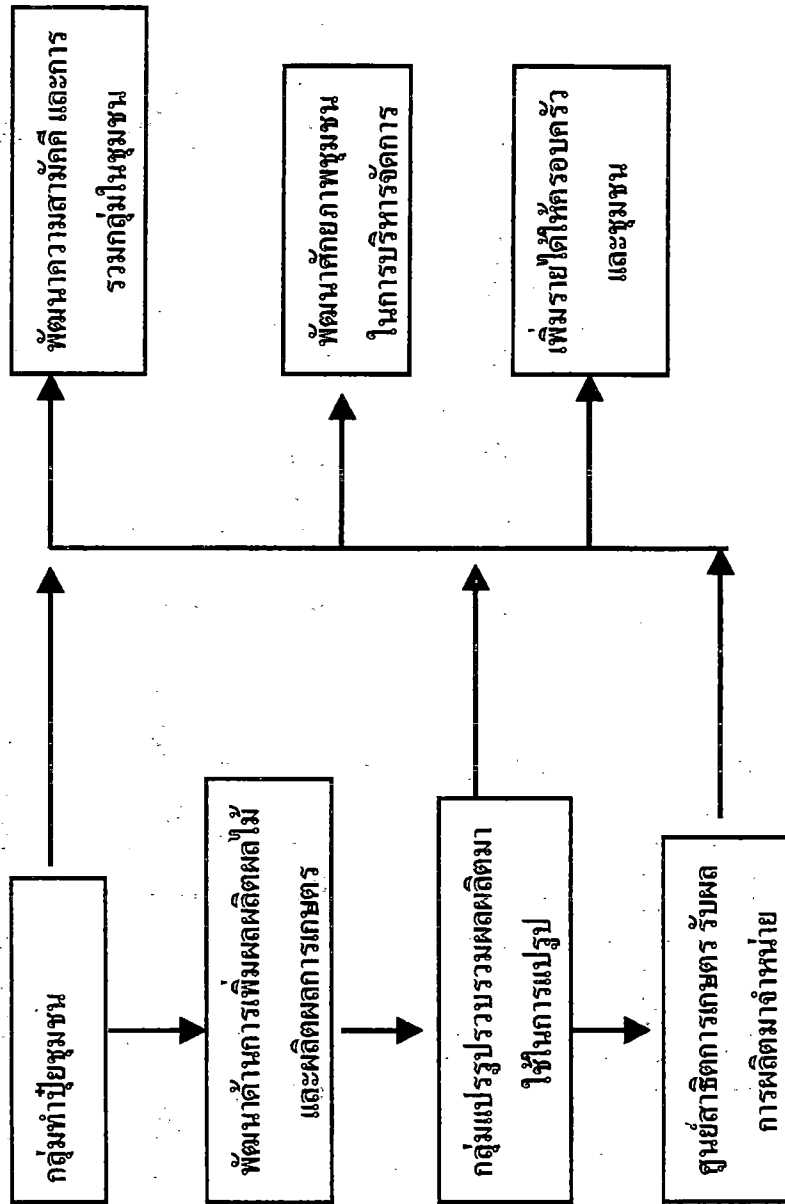 กลุ่มทำปุ๋ยชุมชน
พัฒนาด้านการเพิ่มผลผลิตผลไม้
และผลิตผลการเกษตร
กลุ่มแปรรูปรวบรวมผลผลิตมา
ใช้ในการแปรรูป
ศูนย์สาธิตการเกษตร รับผล
การผลิตมาจำหน่าย
พัฒนาความสามัคคี และการ
รวมกลุ่มในชุมชน
พัฒนาศักยภาพชุมชน
ในการบริหารจัดการ
เพิ่มรายได้ให้ครอบครัว
และชุมชน